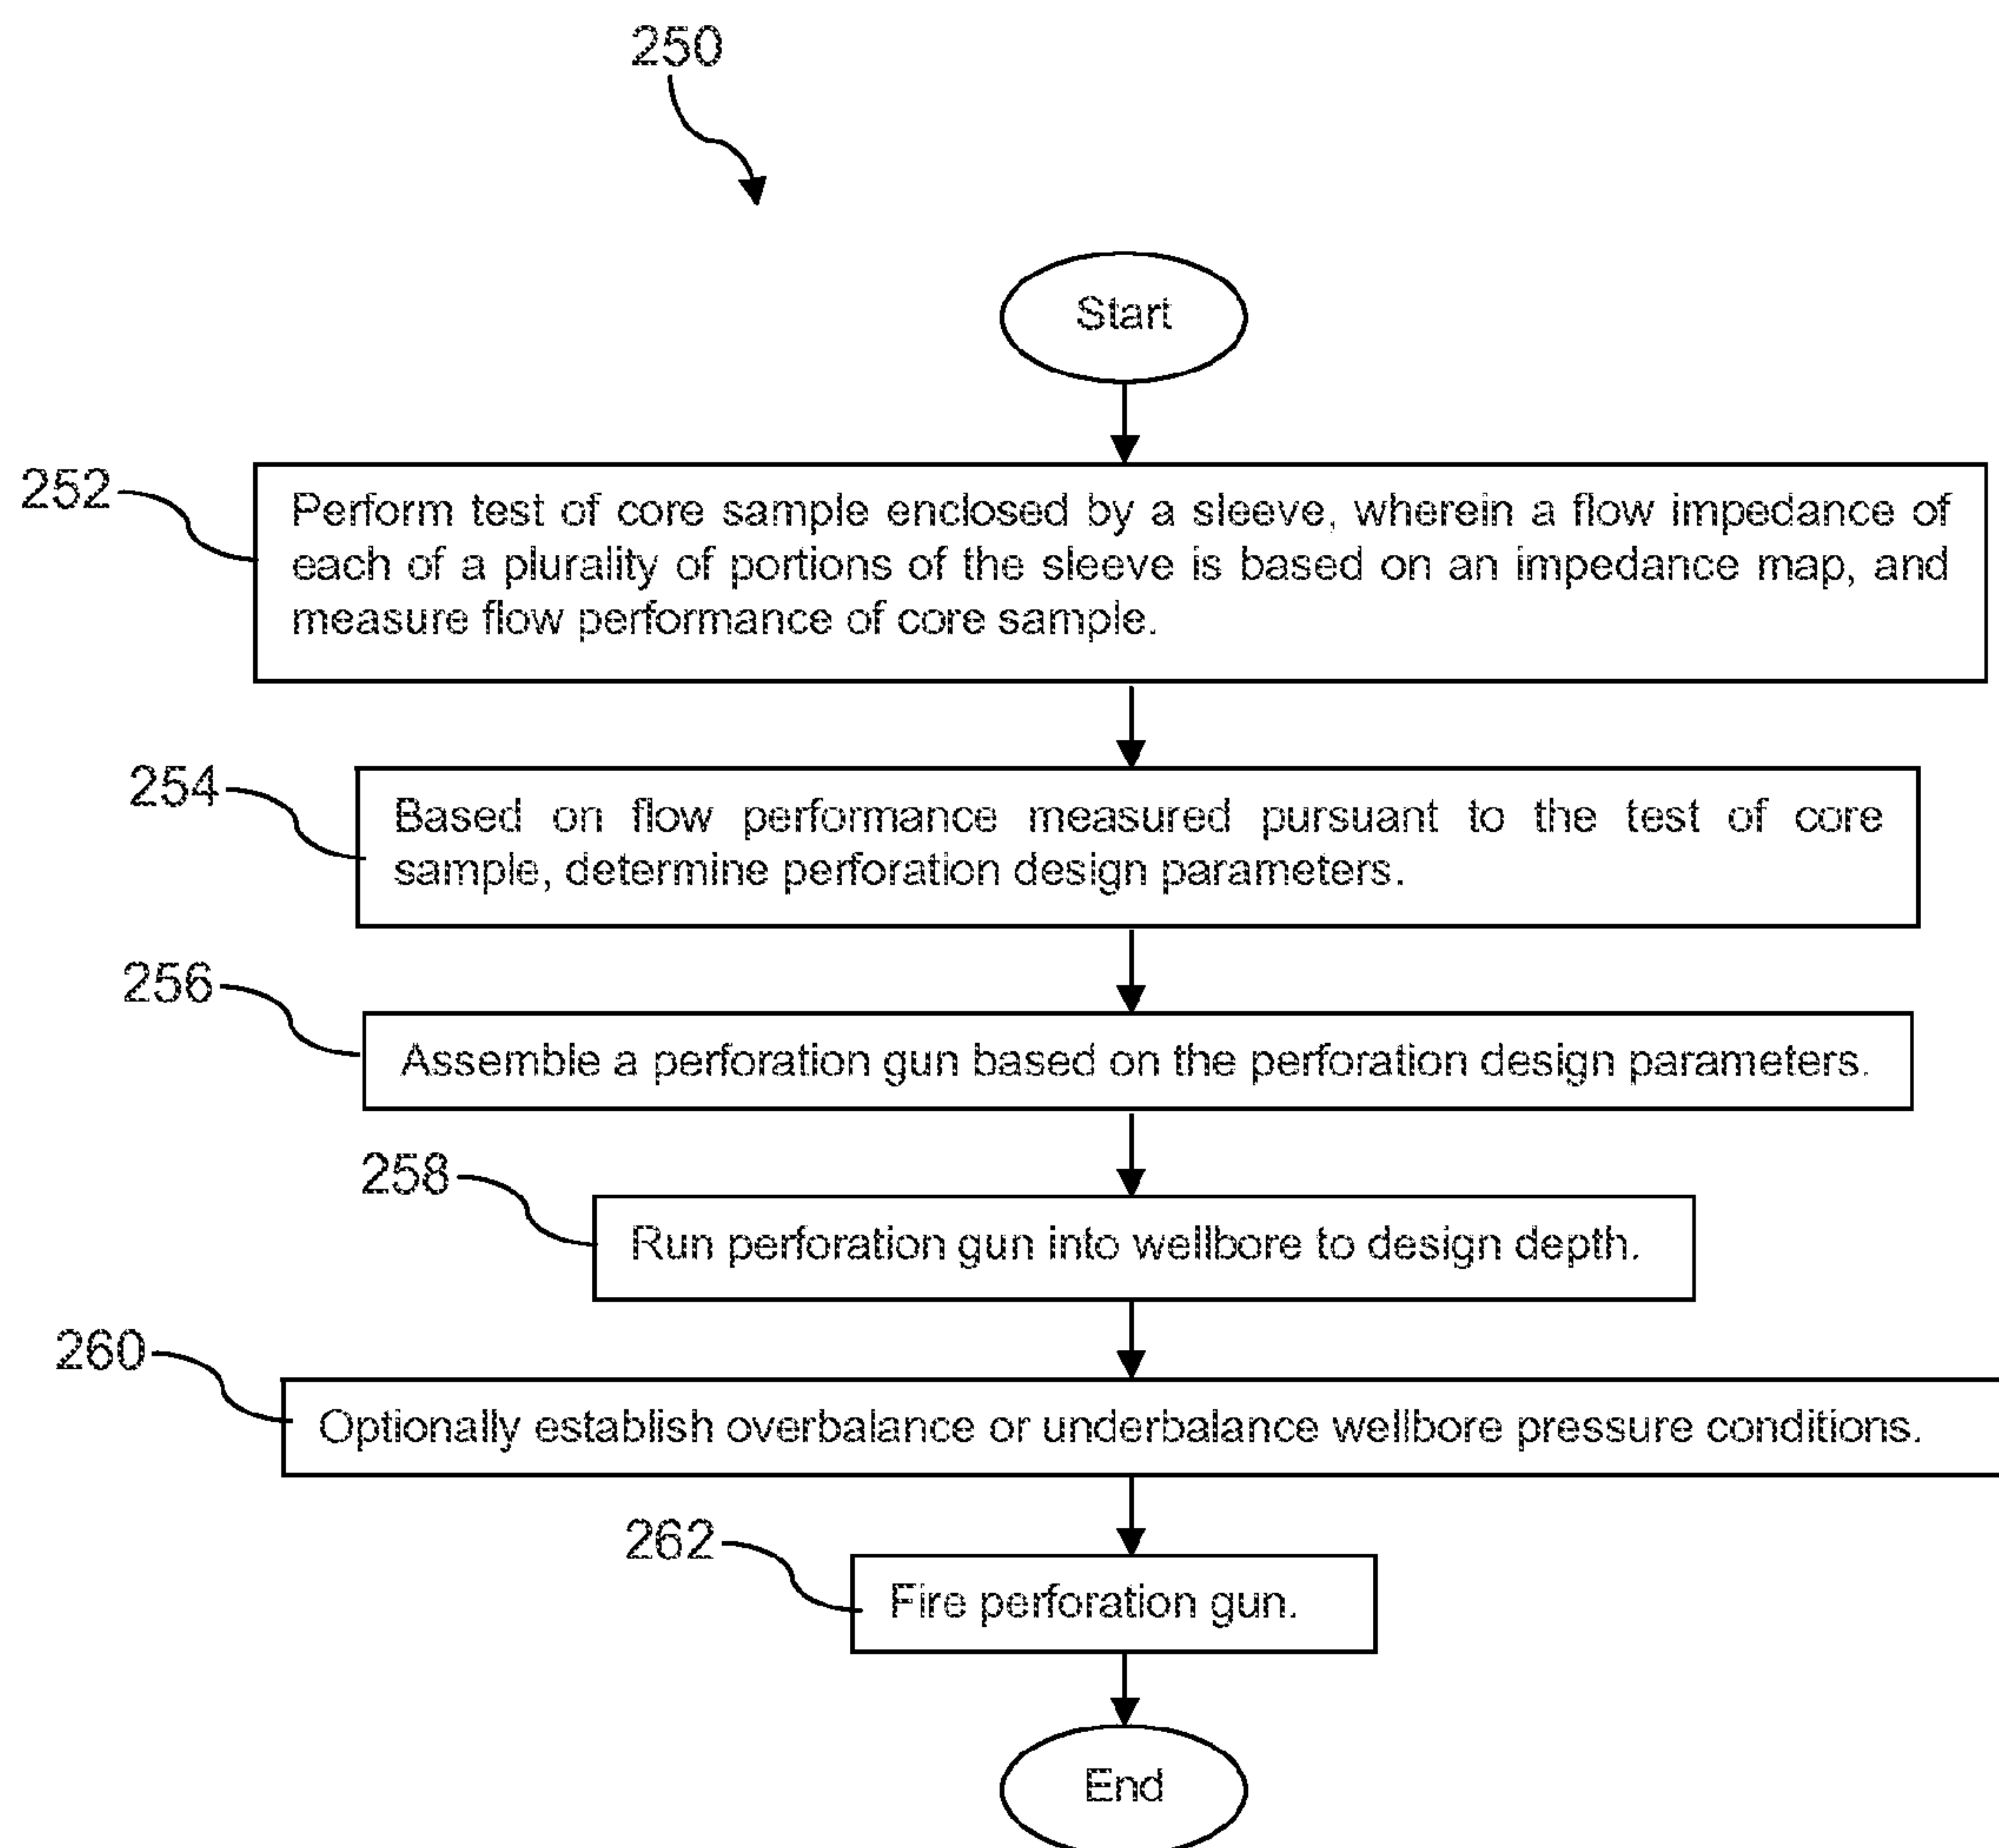 250
Start
252
Perform test of core sample enclosed by a sleeve, wherein a flow impedance of
each of a plurality of portions of the sleeve is based on an impedance map, and
measure flow performance of core sample.
254
Based on flow performance measured pursuant to the test of core
sample, determine perforation design parameters.
256
Assemble a perforation gun based on the perforation design parameters.
258
Run perforation gun into wellbore to design depth.
260
Optionally establish overbalance or underbalance wellbore pressure conditions.
262
Fire perforation gun.
End